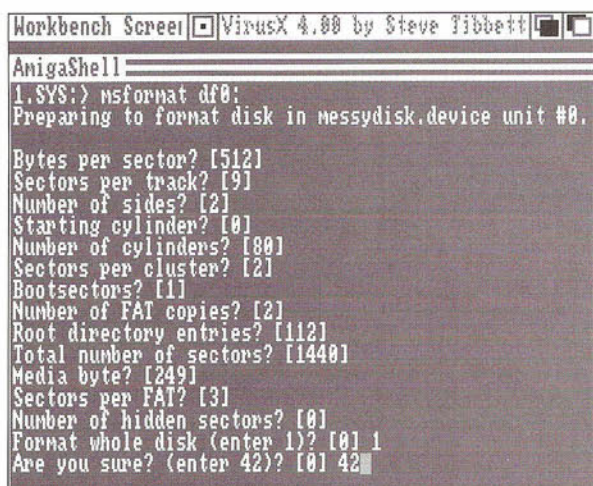 Workbench Screen VirusX 4.00 by Steve Tibbett
AmigaShell
1.SYS:> msformat df0:
Preparing to format disk in messydisk.device unit #0.
Bytes per sector? [512]
Sectors per track? [9]
Number of sides? [2]
Starting cylinder? [0]
Number of cylinders? [80]
Sectors per cluster? [2]
Bootsectors? [1]
Number of FAT copies? [2]
Root directory entries? [112]
Total number of sectors? [1440]
Media byte? [249]
Sectors per FAT? [3]
Number of hidden sectors? [0]
Format whole disk (enter 1)? [0] 1
Are you sure? (enter 42)? [0] 42